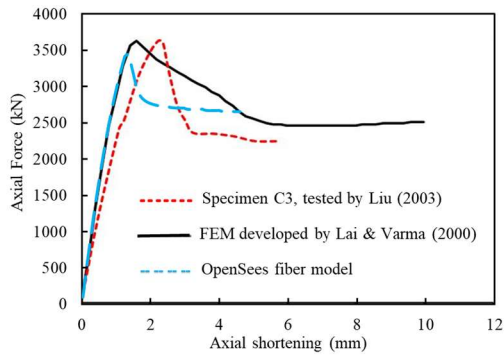 4000
3500
3000
2500
2000
1500
1000
500
0
Axial Force (kN)
Specimen C3, tested by Liu (2003)
FEM developed by Lai & Varma (2000)
OpenSees fiber model
0 2 4 6 8 10 12
Axial shortening (mm)